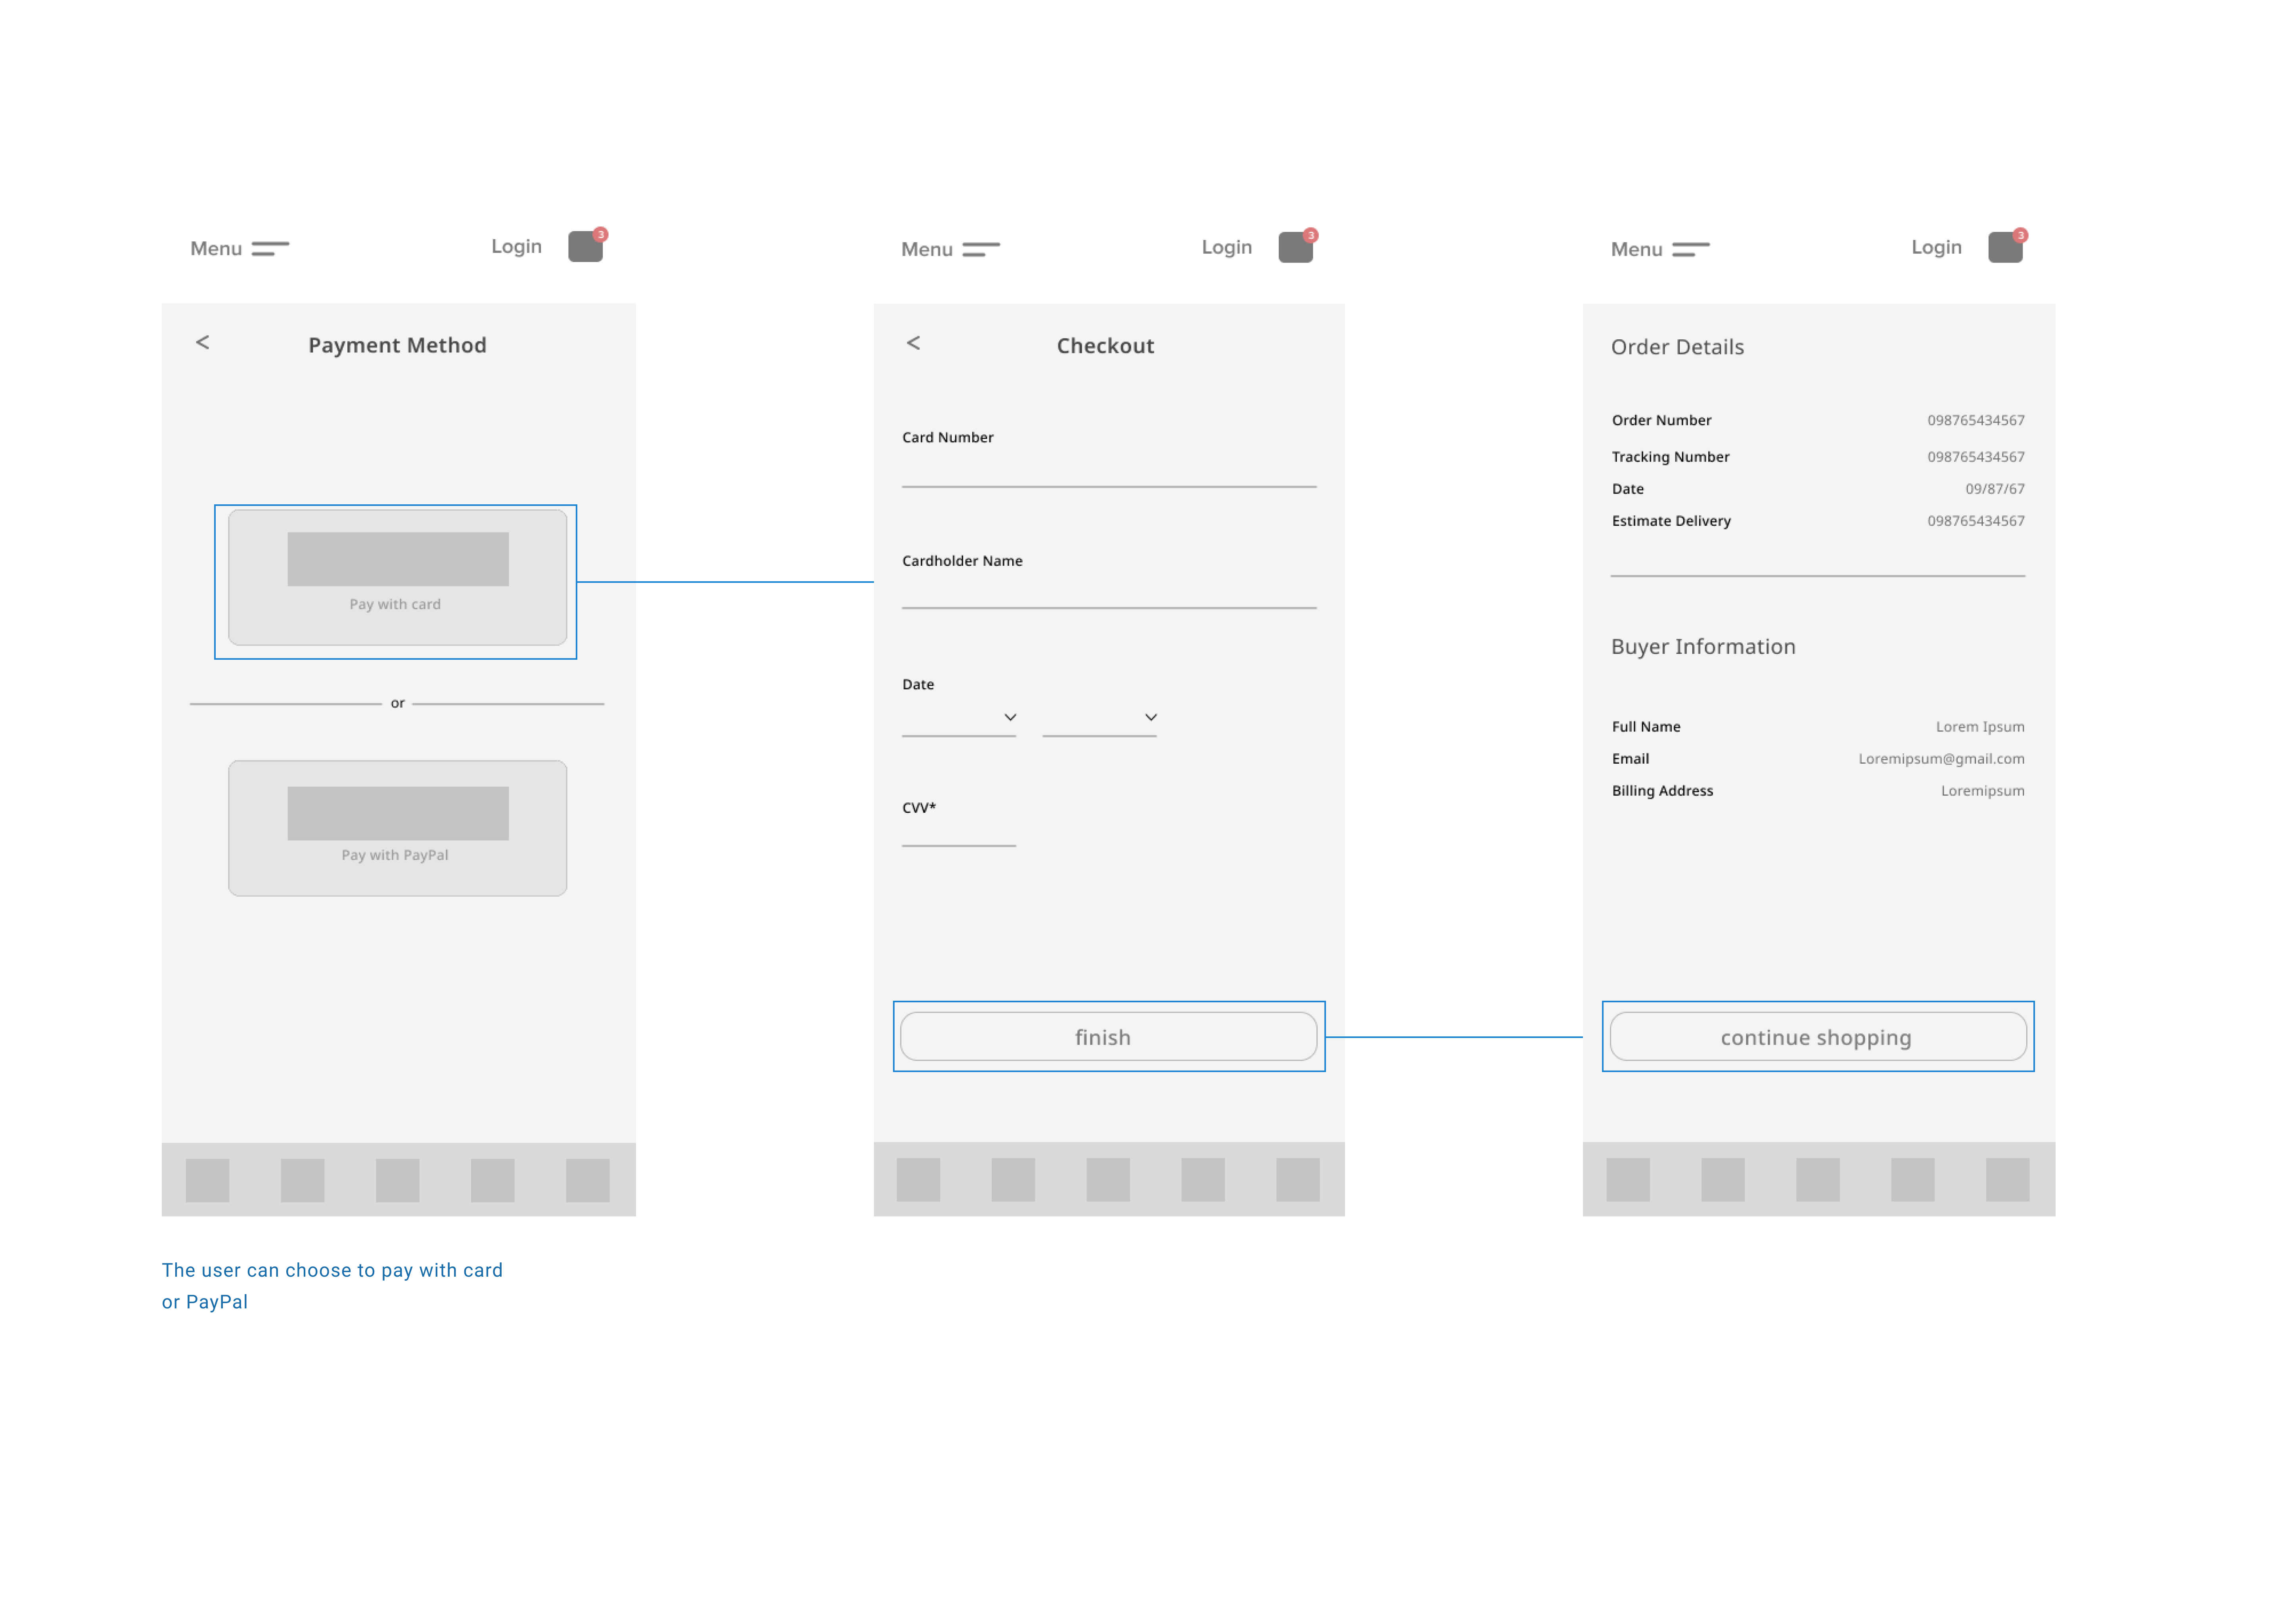 Menu
Login
3
<
Payment Method
Pay with card
or
Pay with PayPal
The user can choose to pay with card
or PayPal
Menu
Login
3
<
Checkout
Card Number
Cardholder Name
Date
CVV*
finish
Menu
Login
3
Order Details
Order Number 098765434567
Tracking Number 098765434567
Date 09/87/67
Estimate Delivery 098765434567
Buyer Information
Full Name Lorem Ipsum
Email Loremipsum@gmail.com
Billing Address Loremipsum
continue shopping